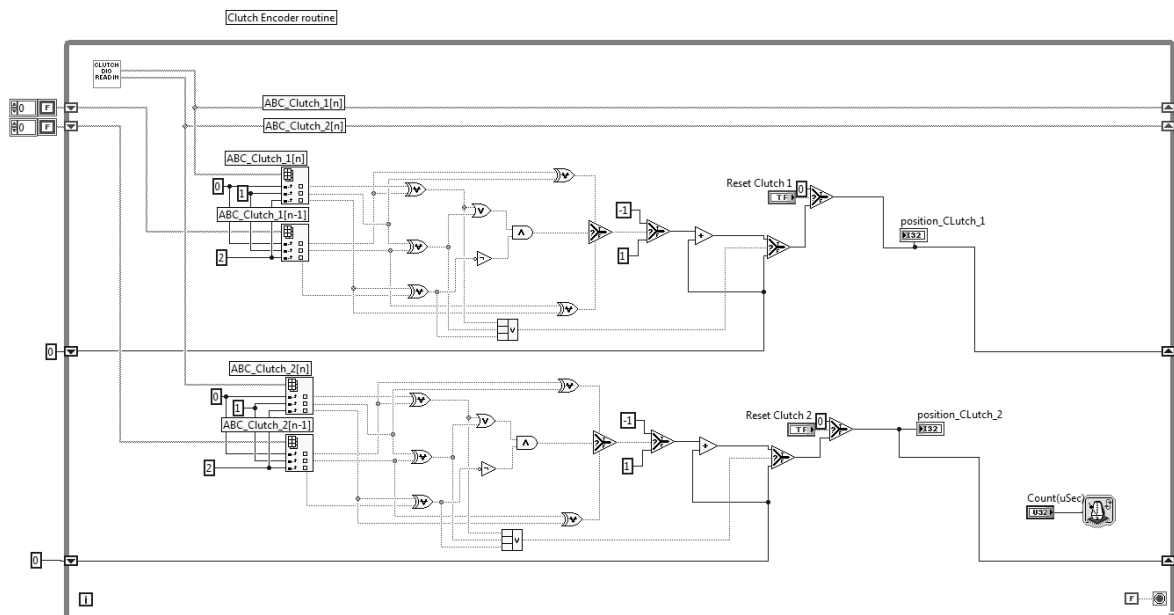 Clutch Encoder routine
CLUTCH
DIO
READ IN
0 F
0 F
ABC_Clutch_1[n]
ABC_Clutch_2[n]
ABC_Clutch_1[n]
0
1
ABC_Clutch_1[n-1]
2
V
V
V
Λ
V
V
V
V
-1
1
+
Reset Clutch 1
TF
0
position_CLutch_1
I32
0
ABC_Clutch_2[n]
0
1
ABC_Clutch_2[n-1]
2
V
V
V
Λ
V
V
V
V
-1
1
+
Reset Clutch 2
TF
0
position_CLutch_2
I32
Count(uSec)
U32
0
i
F